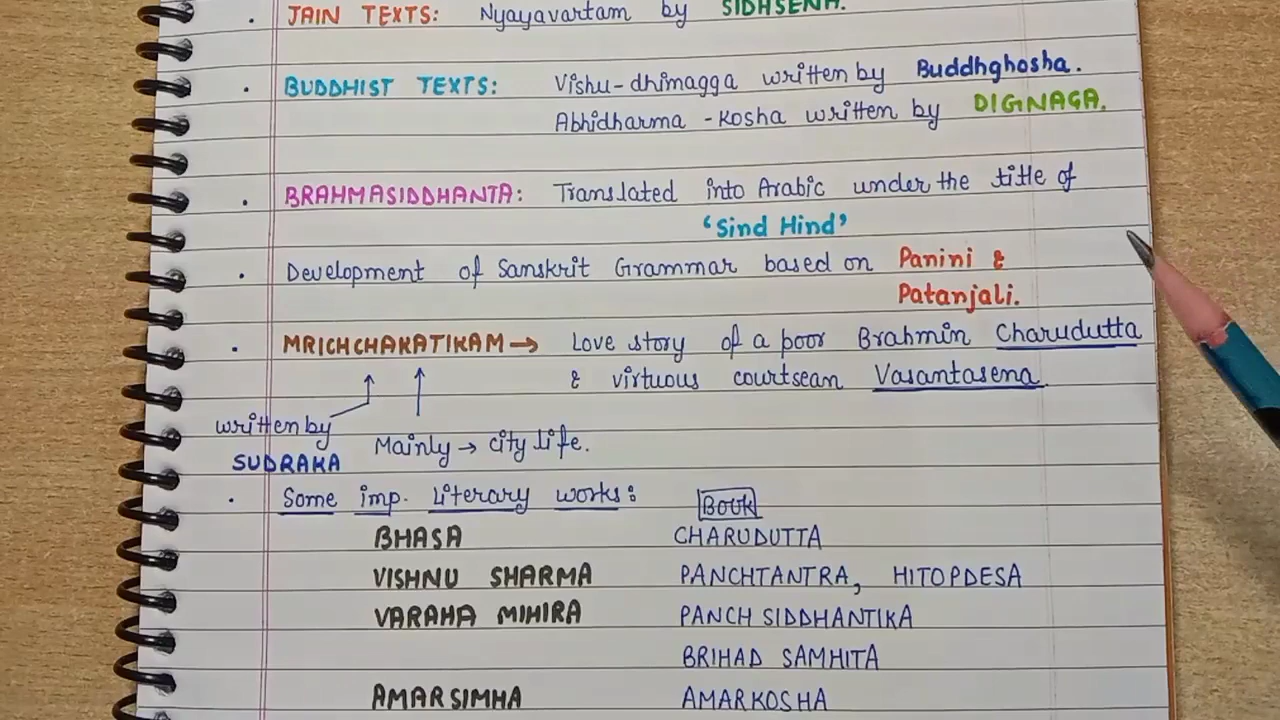 . JAIN TEXTS: Nyayavartam by SIDHSENA.
. BUDDHIST TEXTS: Vishu-dhimagga written by Buddhghosha.
Abhidharma - Kosha written by DIGNAGA.
. BRAHMASIDDHANTA: Translated into Arabic under the title of
'Sind Hind'
. Development of Sanskrit Grammar based on Panini &
Patanjali.
. MRICHCHAKATIKAM → Love story of a poor Brahmin Charudutta
& virtuous courtsean Vasantasena.
written by
SUDRAKA
Mainly → city life.
. Some imp. Literary works: Book
BHASA CHARUDUTTA
VISHNU SHARMA PANCHTANTRA, HITOPDESA
VARAHA MIHIRA PANCH SIDDHANTIKA
BRIHAD SAMHITA
AMARSIMHA AMARKOSHA